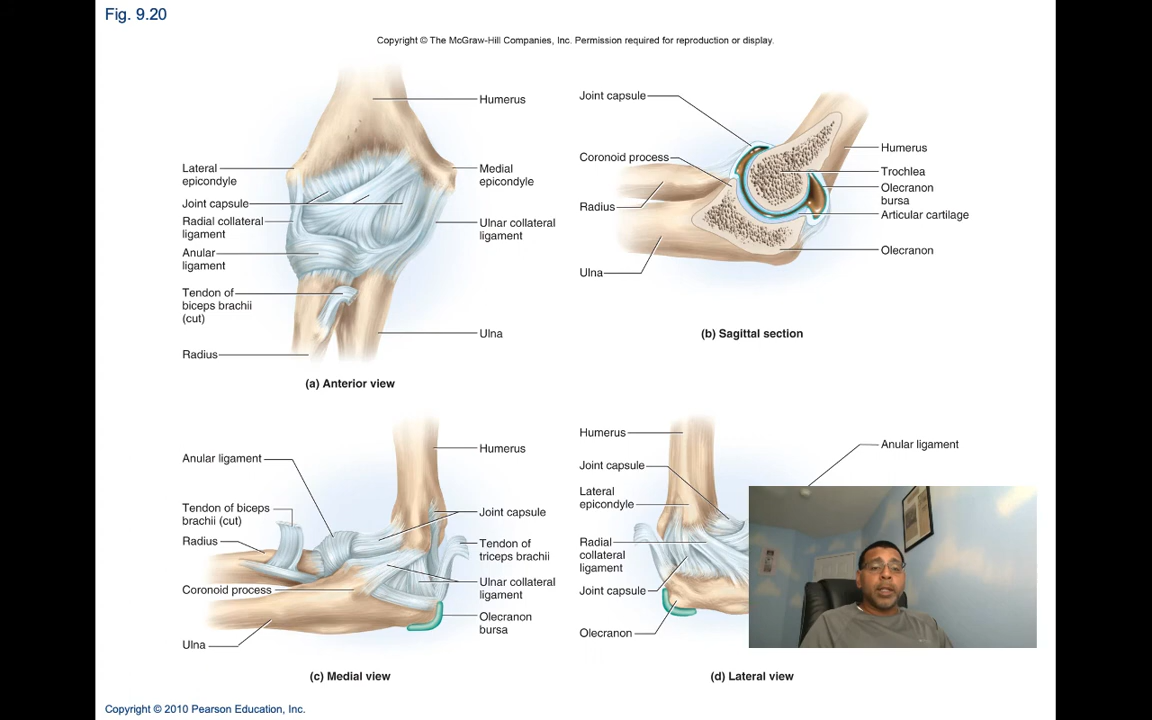 Fig. 9.20
Copyright © The McGraw-Hill Companies, Inc. Permission required for reproduction or display.
Humerus
Lateral
epicondyle
Medial
epicondyle
Joint capsule
Radial collateral
ligament
Ulnar collateral
ligament
Anular
ligament
Tendon of
biceps brachii
(cut)
Ulna
Radius
(a) Anterior view
Joint capsule
Coronoid process
Humerus
Trochlea
Olecranon
bursa
Articular cartilage
Radius
Olecranon
Ulna
(b) Sagittal section
Humerus
Anular ligament
Tendon of biceps
brachii (cut)
Joint capsule
Radius
Tendon of
triceps brachii
Coronoid process
Ulnar collateral
ligament
Olecranon
bursa
Ulna
(c) Medial view
Humerus
Anular ligament
Joint capsule
Lateral
epicondyle
Radial
collateral
ligament
Joint capsule
Olecranon
(d) Lateral view
Copyright © 2010 Pearson Education, Inc.